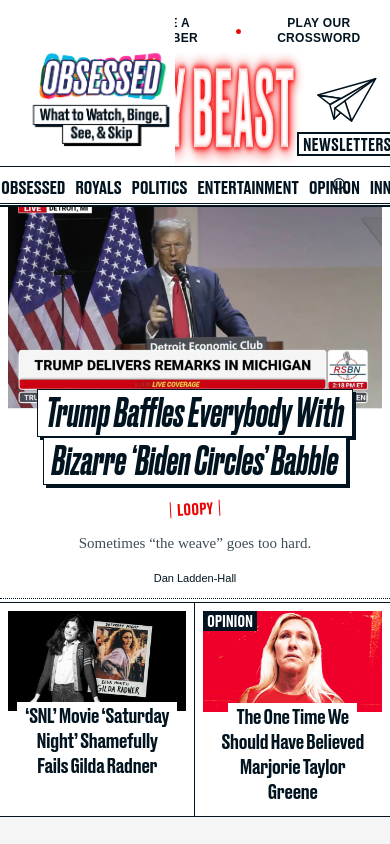 E A
BER
PLAY OUR
CROSSWORD
OBSESSED
What to Watch, Binge,
See, & Skip
Y BEAST
NEWSLETTERS
OBSESSED ROYALS POLITICS ENTERTAINMENT OPINION INN
LIVE DETROIT, MI
Detroit Economic Club
TRUMP DELIVERS REMARKS IN MICHIGAN
RSBN
LIVE COVERAGE
2:18 PM ET
TRU
EN
Trump Baffles Everybody With
Bizarre ‘Biden Circles’ Babble
LOOPY
Sometimes “the weave” goes too hard.
Dan Ladden-Hall
SATURDAY
NIGHT
GILDA RADNER
‘SNL’ Movie ‘Saturday
Night’ Shamefully
Fails Gilda Radner
OPINION
The One Time We
Should Have Believed
Marjorie Taylor
Greene